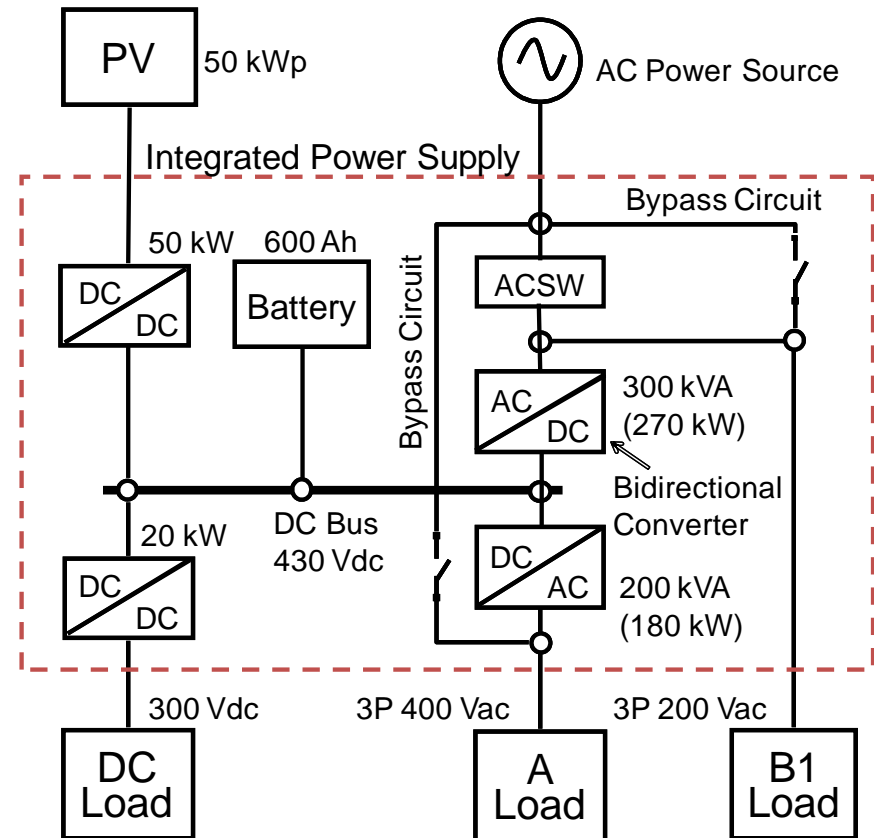 PV
50 kWp
AC Power Source
Integrated Power Supply
Bypass Circuit
50 kW
600 Ah
DC
DC
Battery
Bypass Circuit
ACSW
AC
DC
300 kVA
(270 kW)
Bidirectional
Converter
DC Bus
430 Vdc
20 kW
DC
DC
DC
AC
200 kVA
(180 kW)
300 Vdc
3P 400 Vac
3P 200 Vac
DC
Load
A
Load
B1
Load